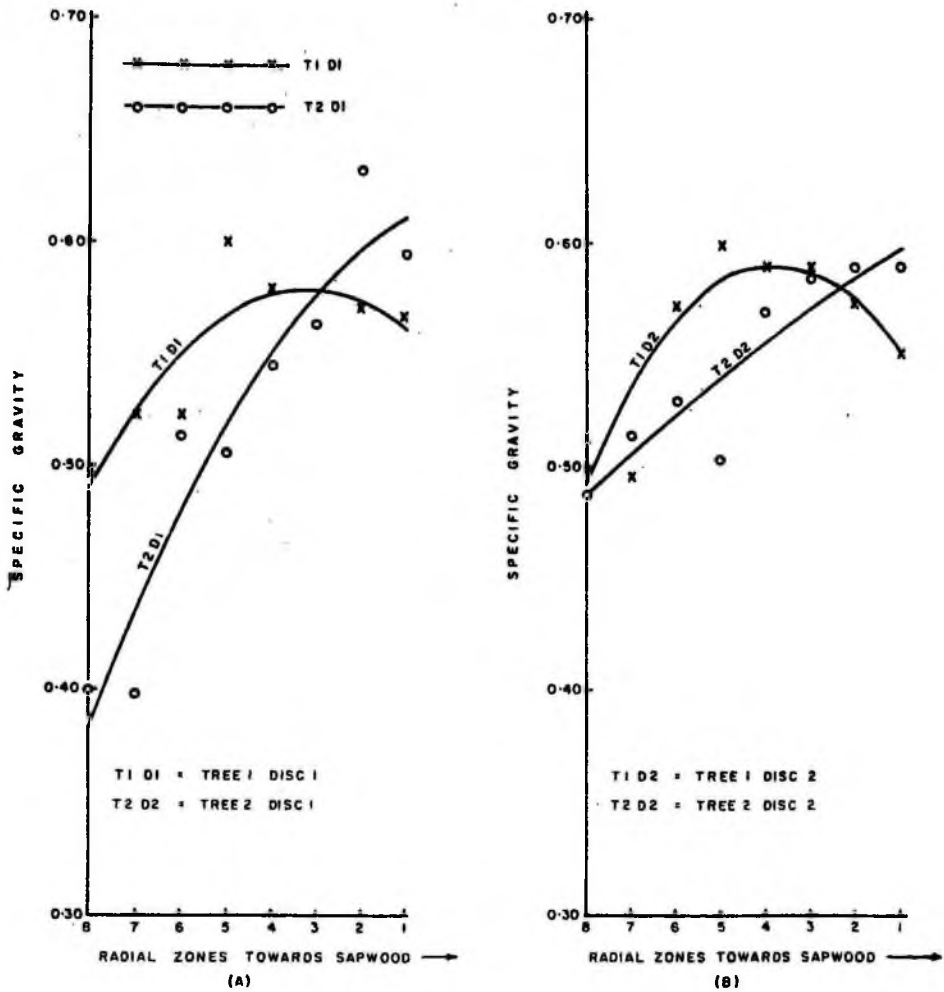 0·70
T1 D1
T2 D1
0·60
T1 D1
0·50
T2 D1
0·40
T1 D1 = TREE 1 DISC 1
T2 D2 = TREE 2 DISC 1
0·30
8 7 6 5 4 3 2 1
SPECIFIC GRAVITY
RADIAL ZONES TOWARDS SAPWOOD
(A)
0·70
0·60
T1 D2
T2 D2
0·50
0·40
T1 D2 = TREE 1 DISC 2
T2 D2 = TREE 2 DISC 2
0·30
8 7 6 5 4 3 2 1
SPECIFIC GRAVITY
RADIAL ZONES TOWARDS SAPWOOD
(B)